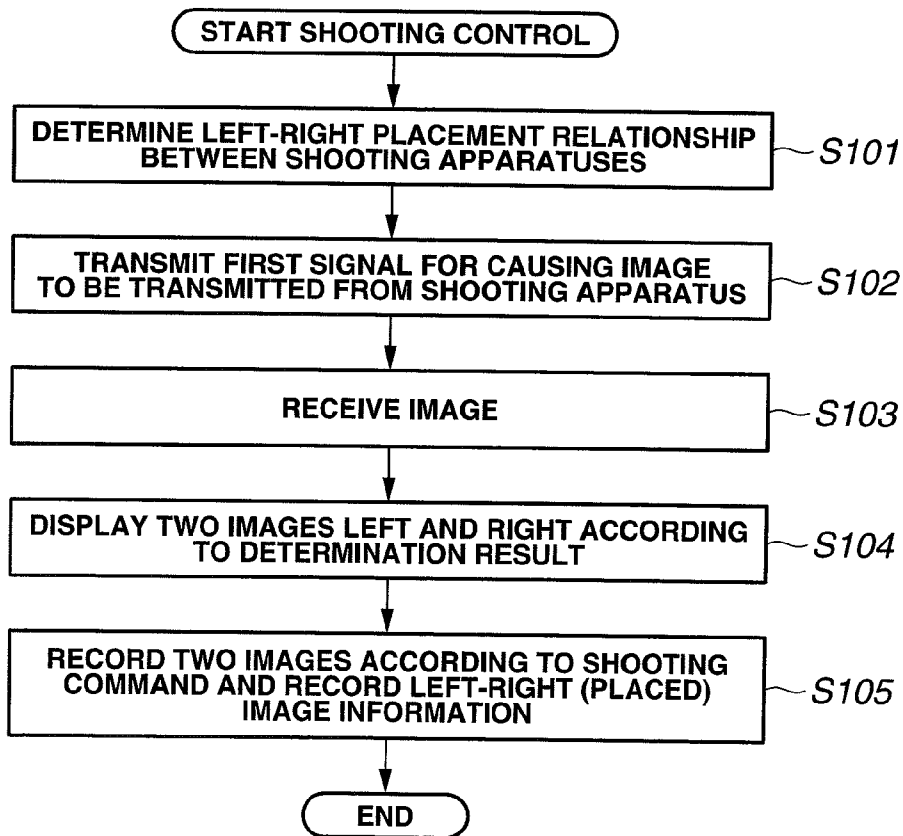 START SHOOTING CONTROL
DETERMINE LEFT-RIGHT PLACEMENT RELATIONSHIP
BETWEEN SHOOTING APPARATUSES
S101
TRANSMIT FIRST SIGNAL FOR CAUSING IMAGE
TO BE TRANSMITTED FROM SHOOTING APPARATUS
S102
RECEIVE IMAGE
S103
DISPLAY TWO IMAGES LEFT AND RIGHT ACCORDING
TO DETERMINATION RESULT
S104
RECORD TWO IMAGES ACCORDING TO SHOOTING
COMMAND AND RECORD LEFT-RIGHT (PLACED)
IMAGE INFORMATION
S105
END